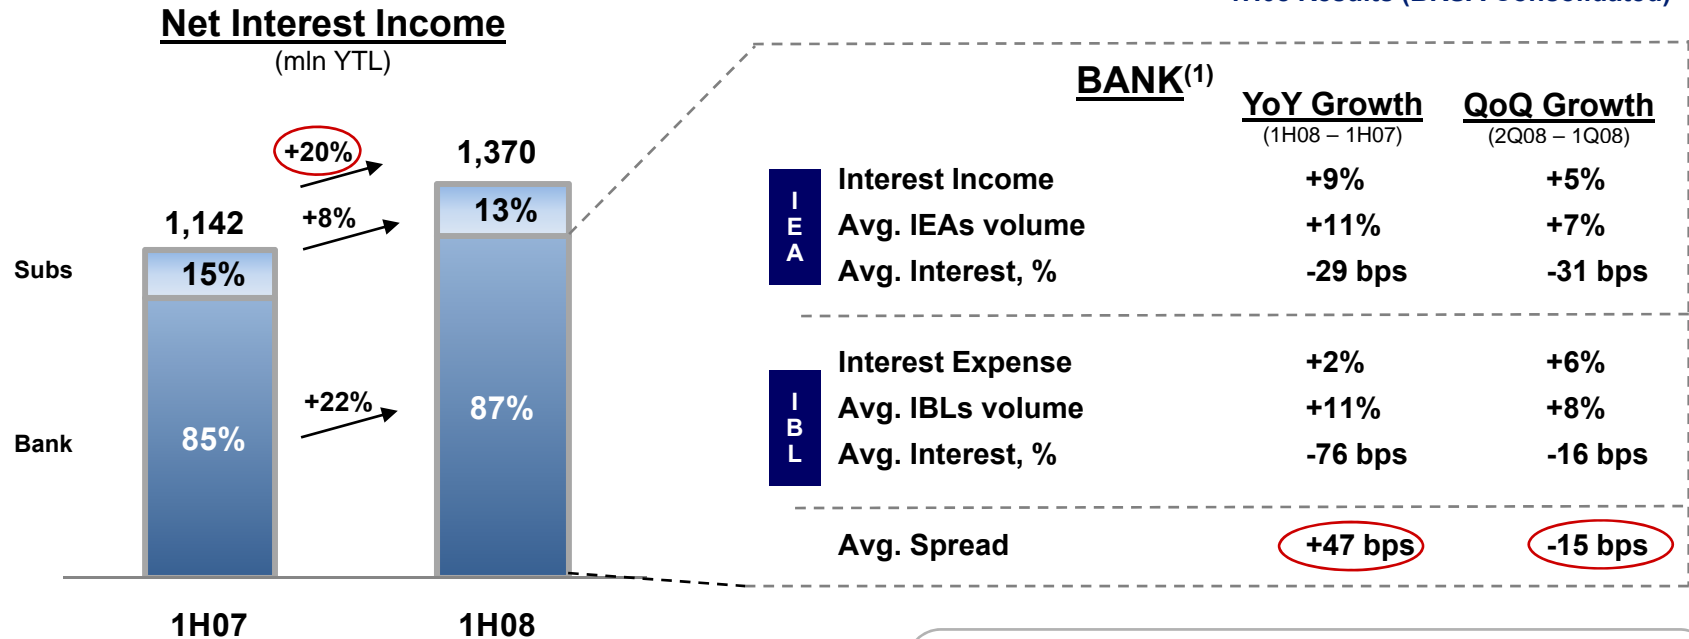 Net Interest Income
(mln YTL)
+20%
1,370
+8%
13%
1,142
Subs
15%
+22%
87%
Bank
85%
1H07
1H08
BANK(1)
YoY Growth
QoQ Growth
(1H08 – 1H07)
(2Q08 – 1Q08)
IEA
Interest Income +9% +5%
Avg. IEAs volume +11% +7%
Avg. Interest, % -29 bps -31 bps
IBL
Interest Expense +2% +6%
Avg. IBLs volume +11% +8%
Avg. Interest, % -76 bps -16 bps
Avg. Spread +47 bps -15 bps